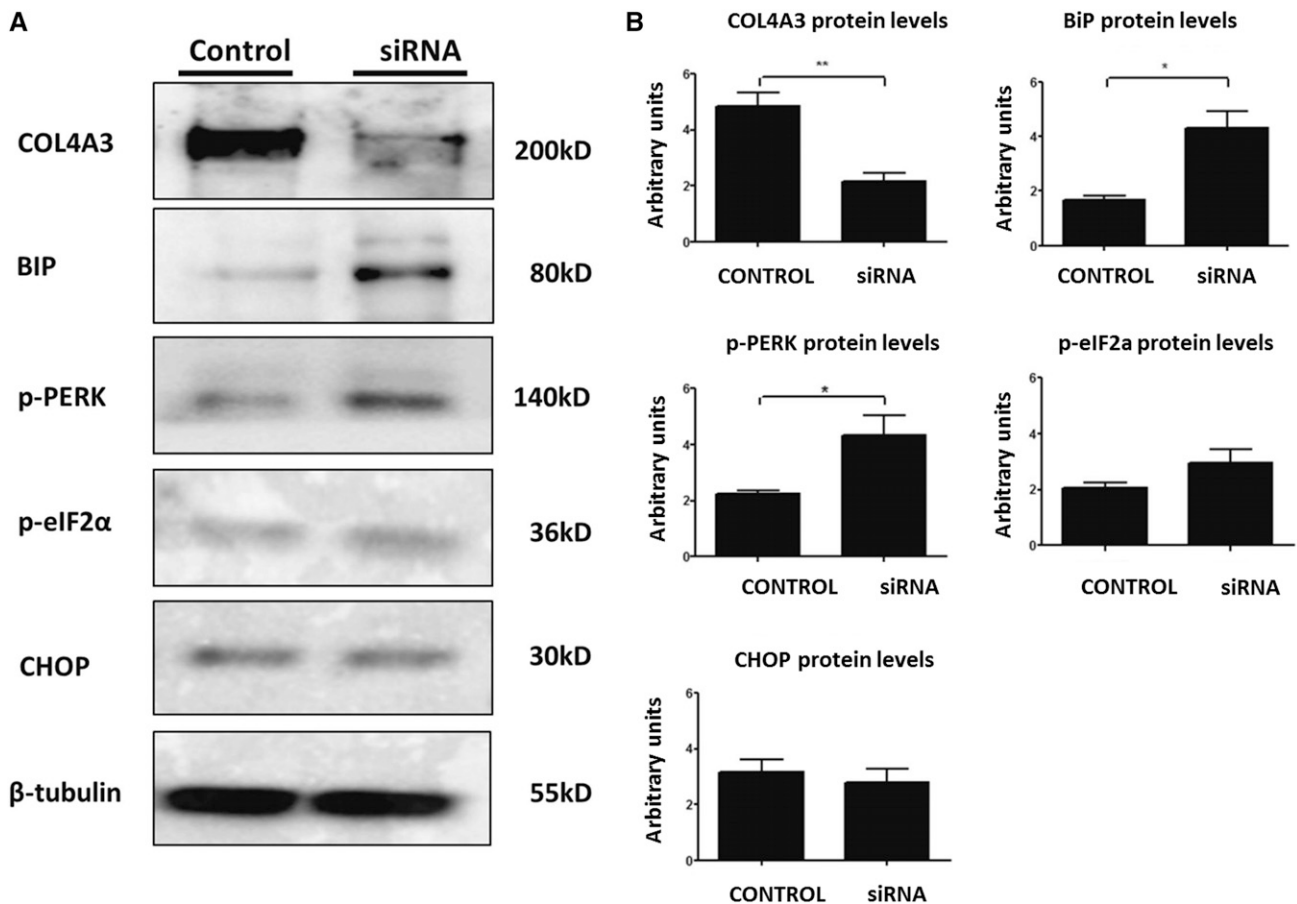 A
Control siRNA
COL4A3 200kD
BIP 80kD
p-PERK 140kD
p-eIF2α 36kD
CHOP 30kD
β-tubulin 55kD
B
COL4A3 protein levels
**
Arbitrary units
6
4
2
0
CONTROL siRNA
BiP protein levels
*
Arbitrary units
6
4
2
0
CONTROL siRNA
p-PERK protein levels
*
Arbitrary units
6
4
2
0
CONTROL siRNA
p-eIF2a protein levels
Arbitrary units
6
4
2
0
CONTROL siRNA
CHOP protein levels
Arbitrary units
6
4
2
0
CONTROL siRNA